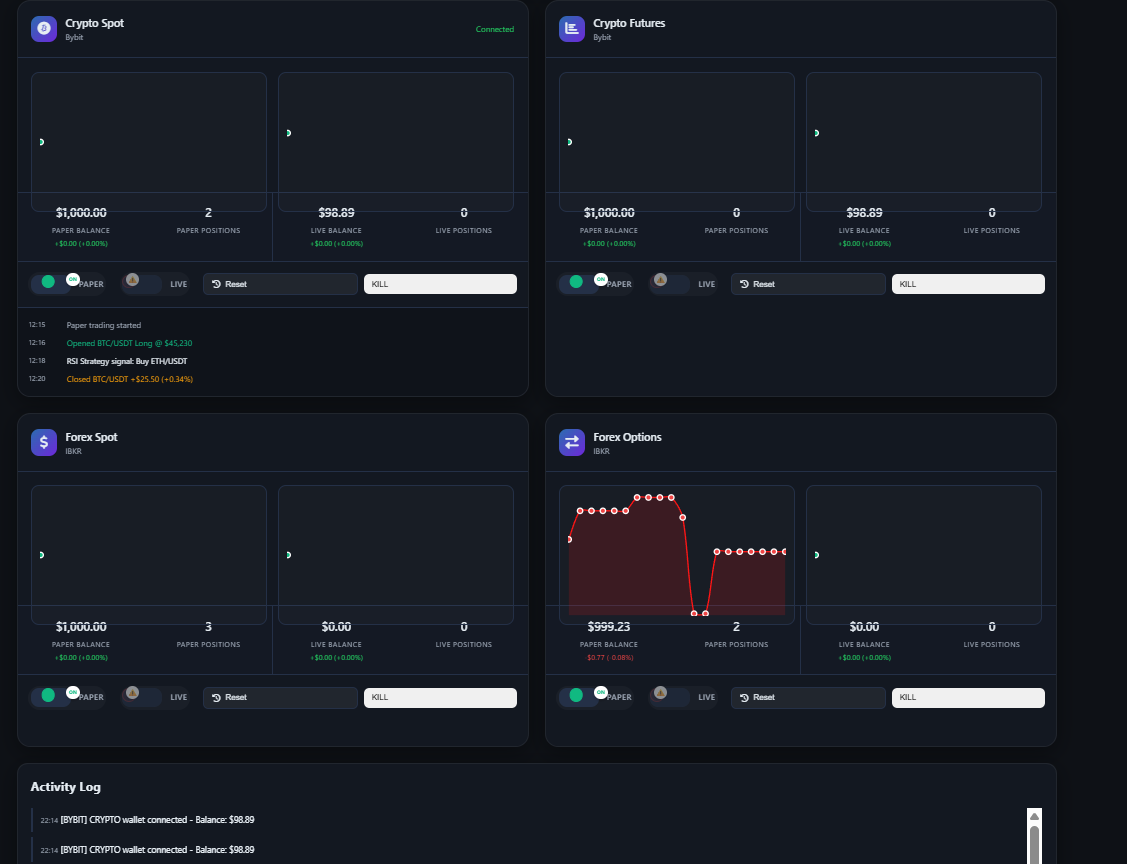 Crypto Spot
Bybit
Connected
$1,000.00
PAPER BALANCE
+$0.00 (+0.00%)
2
PAPER POSITIONS
$98.89
LIVE BALANCE
+$0.00 (+0.00%)
0
LIVE POSITIONS
ON
PAPER
LIVE
Reset
KILL
12:15 Paper trading started
12:16 Opened BTC/USDT Long @ $45,230
12:18 RSI Strategy signal: Buy ETH/USDT
12:20 Closed BTC/USDT +$25.50 (+0.34%)
Crypto Futures
Bybit
$1,000.00
PAPER BALANCE
+$0.00 (+0.00%)
0
PAPER POSITIONS
$98.89
LIVE BALANCE
+$0.00 (+0.00%)
0
LIVE POSITIONS
ON
PAPER
LIVE
Reset
KILL
Forex Spot
IBKR
$1,000.00
PAPER BALANCE
+$0.00 (+0.00%)
3
PAPER POSITIONS
$0.00
LIVE BALANCE
+$0.00 (+0.00%)
0
LIVE POSITIONS
ON
PAPER
LIVE
Reset
KILL
Forex Options
IBKR
$999.23
PAPER BALANCE
-$0.77 (-0.08%)
2
PAPER POSITIONS
$0.00
LIVE BALANCE
+$0.00 (+0.00%)
0
LIVE POSITIONS
ON
PAPER
LIVE
Reset
KILL
Activity Log
22:14 [BYBIT] CRYPTO wallet connected - Balance: $98.89
22:14 [BYBIT] CRYPTO wallet connected - Balance: $98.89